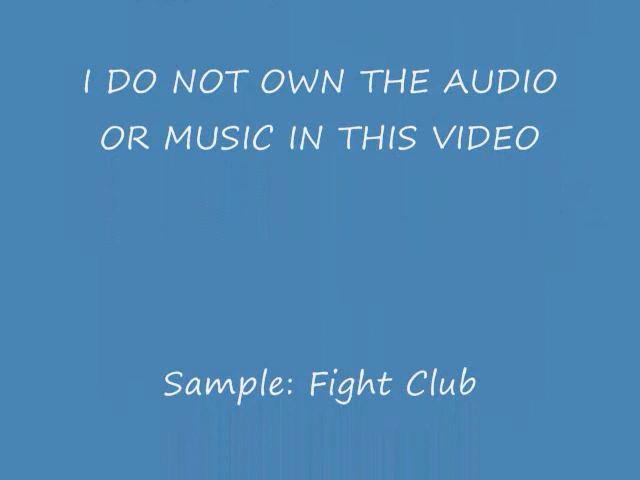 I DO NOT OWN THE AUDIO
OR MUSIC IN THIS VIDEO
Sample: Fight Club